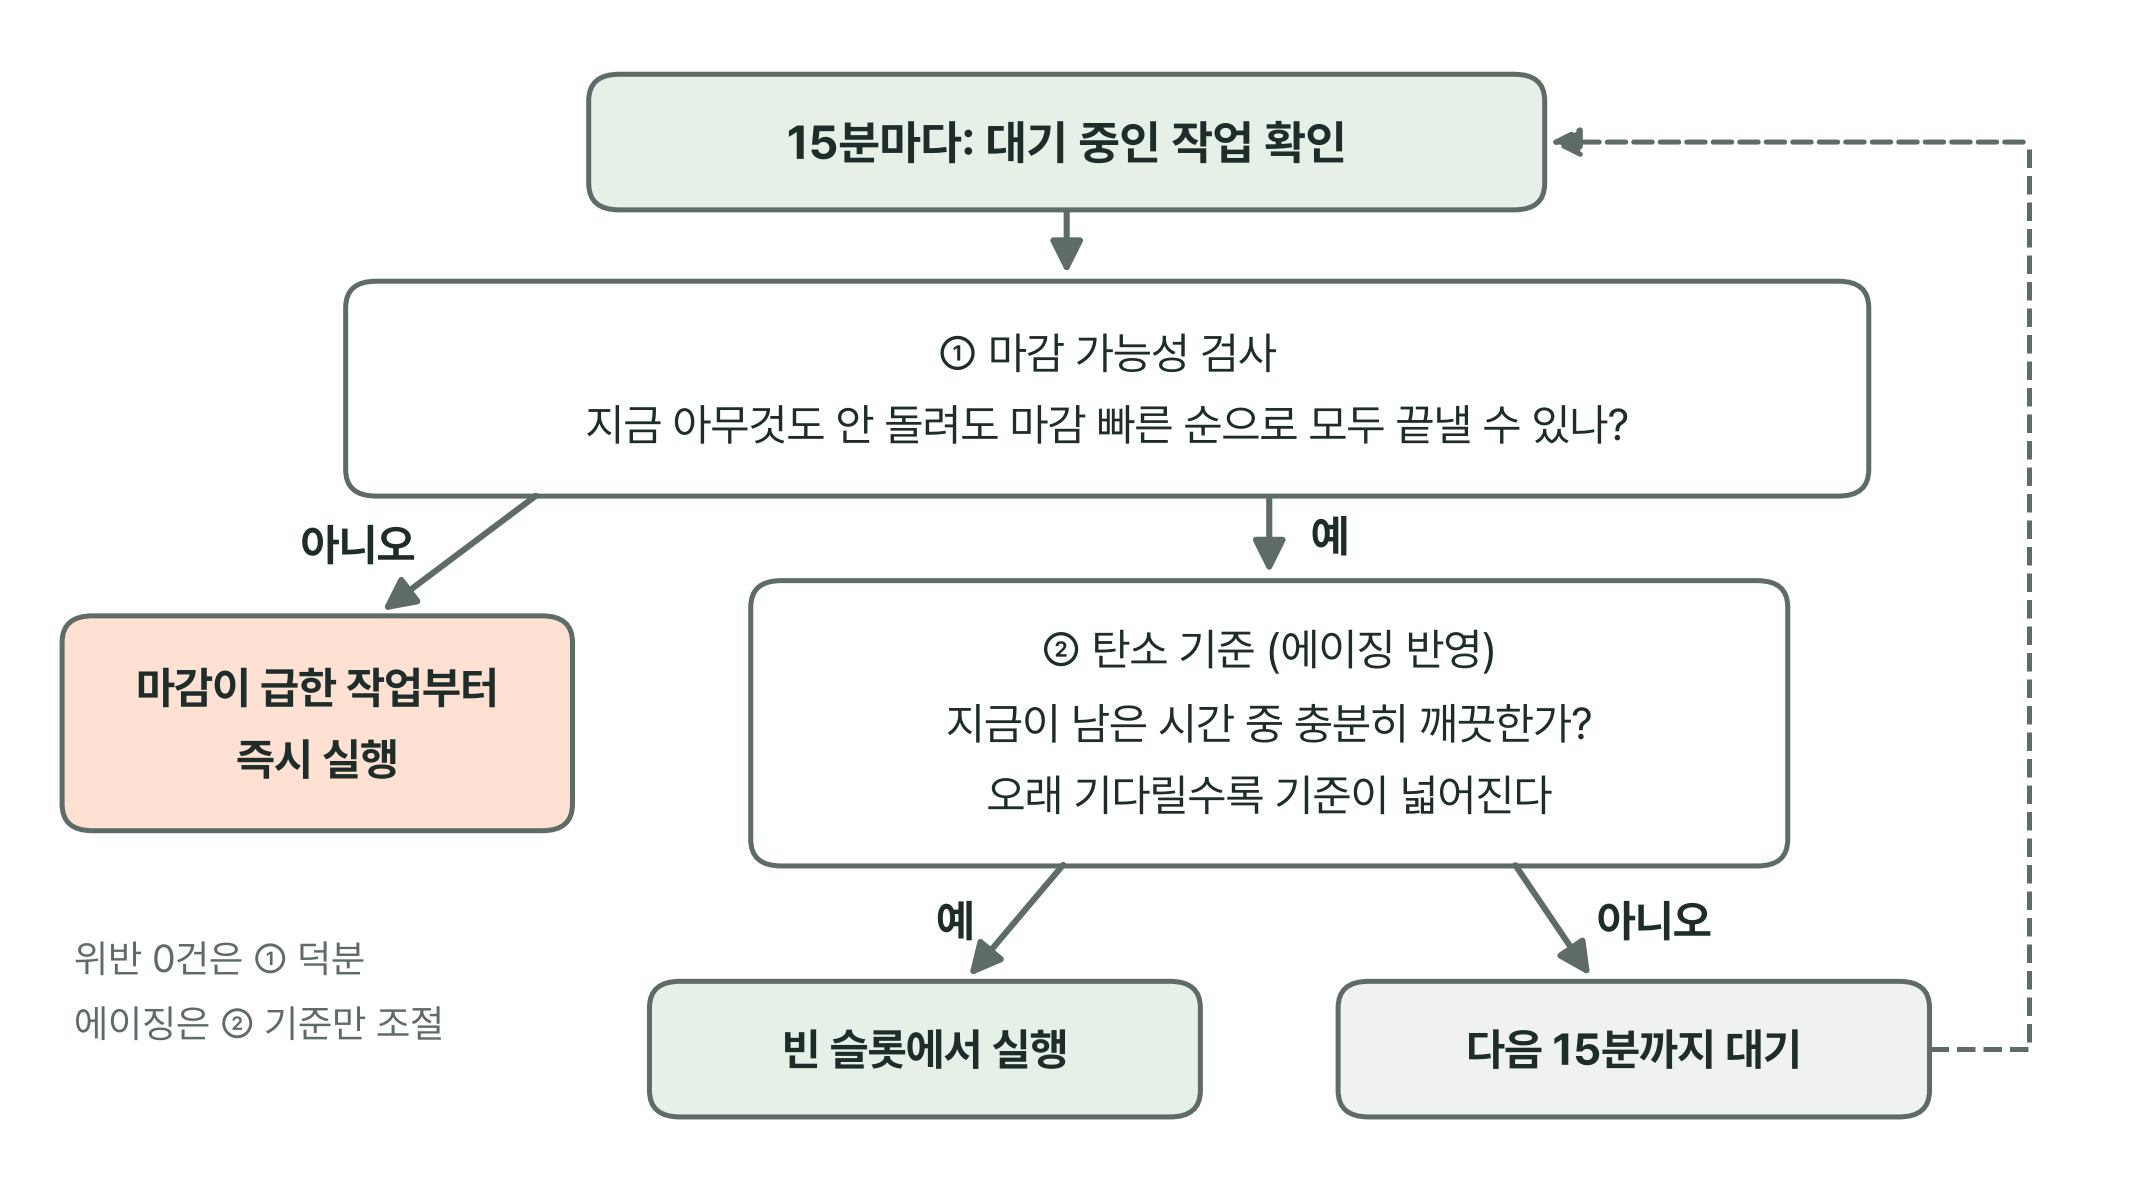 15분마다: 대기 중인 작업 확인
① 마감 가능성 검사
지금 아무것도 안 돌려도 마감 빠른 순으로 모두 끝낼 수 있나?
아니오
예
마감이 급한 작업부터
즉시 실행
② 탄소 기준 (에이징 반영)
지금이 남은 시간 중 충분히 깨끗한가?
오래 기다릴수록 기준이 넓어진다
예
아니오
위반 0건은 ① 덕분
에이징은 ② 기준만 조절
빈 슬롯에서 실행
다음 15분까지 대기